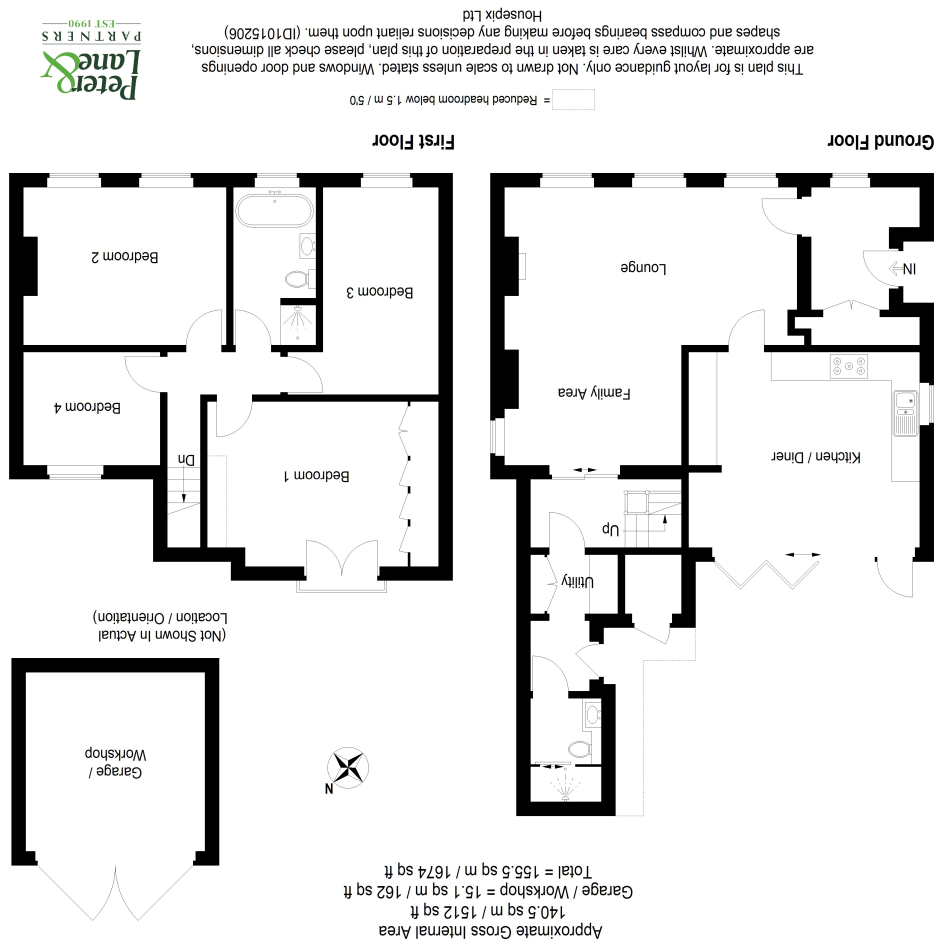 Approximate Gross Internal Area
140.5 sq m / 1512 sq ft
Garage / Workshop = 15.1 sq m / 162 sq ft
Total = 155.5 sq m / 1674 sq ft
N
Garage /
Workshop
(Not Shown In Actual
Location / Orientation)
Utility
Up
Kitchen / Diner
Family Area
Lounge
IN
Ground Floor
Bedroom 1
Dn
Bedroom 4
Bedroom 3
Bedroom 2
First Floor
= Reduced headroom below 1.5 m / 5'0
This plan is for layout guidance only. Not drawn to scale unless stated. Windows and door openings
are approximate. Whilst every care is taken in the preparation of this plan, please check all dimensions,
shapes and compass bearings before making any decisions reliant upon them. (ID1015206)
Housepix Ltd
Peter
&Lane
PARTNERS
EST 1990